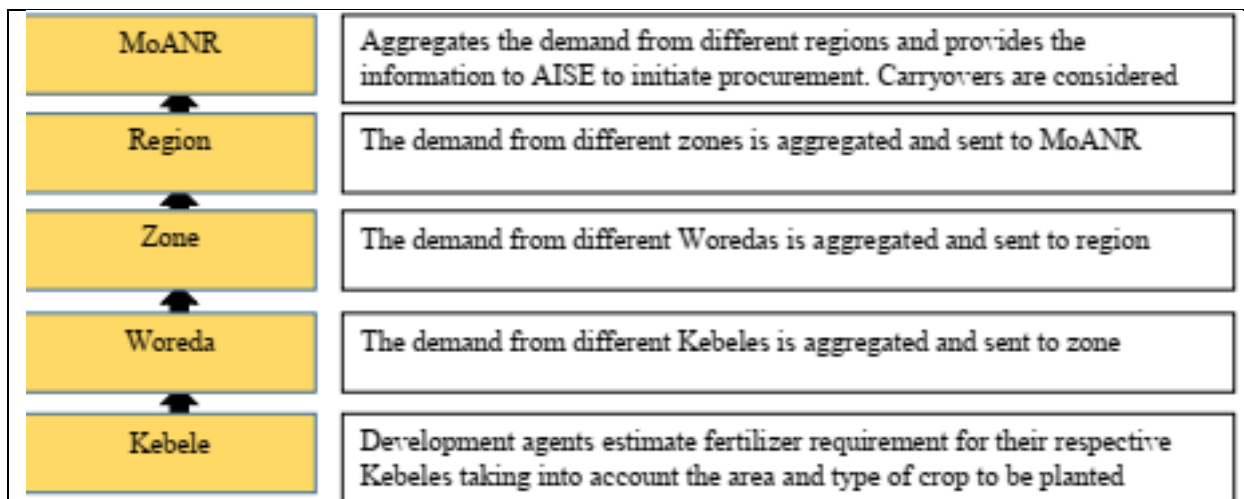 MoANR
Aggregates the demand from different regions and provides the
information to AISE to initiate procurement. Carryovers are considered
Region
The demand from different zones is aggregated and sent to MoANR
Zone
The demand from different Woredas is aggregated and sent to region
Woreda
The demand from different Kebeles is aggregated and sent to zone
Kebele
Development agents estimate fertilizer requirement for their respective
Kebeles taking into account the area and type of crop to be planted